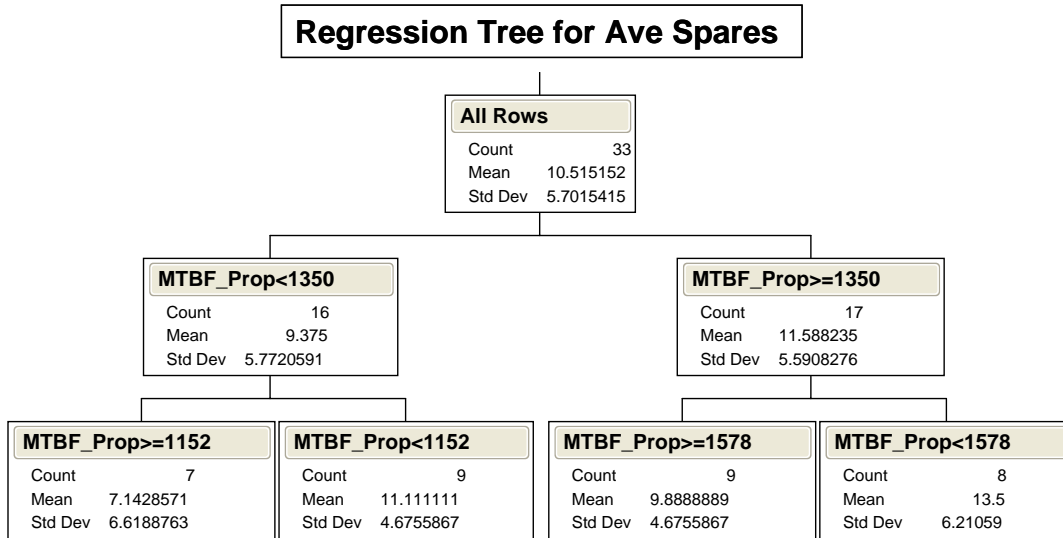 Regression Tree for Ave Spares
All Rows
Count 33
Mean 10.515152
Std Dev 5.7015415
MTBF_Prop<1350
Count 16
Mean 9.375
Std Dev 5.7720591
MTBF_Prop>=1350
Count 17
Mean 11.588235
Std Dev 5.5908276
MTBF_Prop>=1152
Count 7
Mean 7.1428571
Std Dev 6.6188763
MTBF_Prop<1152
Count 9
Mean 11.111111
Std Dev 4.6755867
MTBF_Prop>=1578
Count 9
Mean 9.8888889
Std Dev 4.6755867
MTBF_Prop<1578
Count 8
Mean 13.5
Std Dev 6.21059